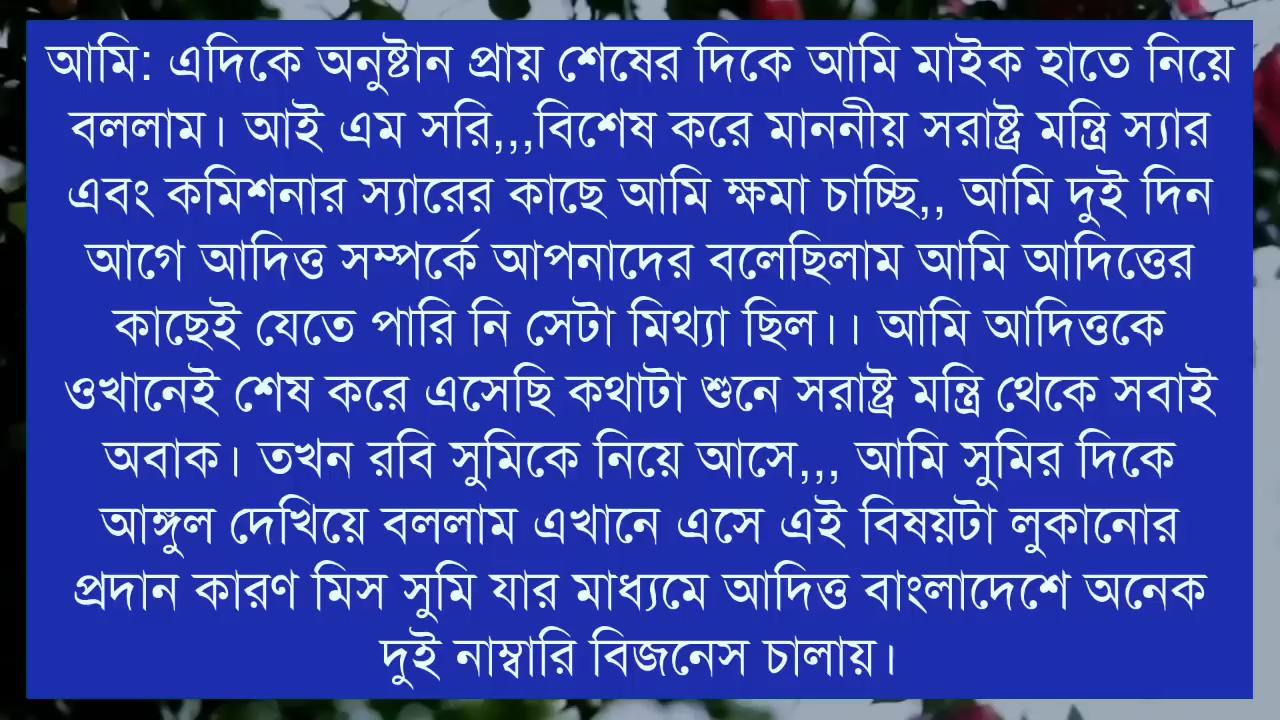 আমি: এদিকে অনুষ্টান প্রায় শেষের দিকে আমি মাইক হাতে নিয়ে
বললাম। আই এম সরি,,,বিশেষ করে মাননীয় সরাষ্ট্র মন্ত্রি স্যার
এবং কমিশনার স্যারের কাছে আমি ক্ষমা চাচ্ছি,, আমি দুই দিন
আগে আদিত্ত সম্পর্কে আপনাদের বলেছিলাম আমি আদিত্তের
কাছেই যেতে পারি নি সেটা মিথ্যা ছিল।। আমি আদিত্তকে
ওখানেই শেষ করে এসেছি কথাটা শুনে সরাষ্ট্র মন্ত্রি থেকে সবাই
অবাক। তখন রবি সুমিকে নিয়ে আসে,,, আমি সুমির দিকে
আঙ্গুল দেখিয়ে বললাম এখানে এসে এই বিষয়টা লুকানোর
প্রদান কারণ মিস সুমি যার মাধ্যমে আদিত্ত বাংলাদেশে অনেক
দুই নাম্বারি বিজনেস চালায়।